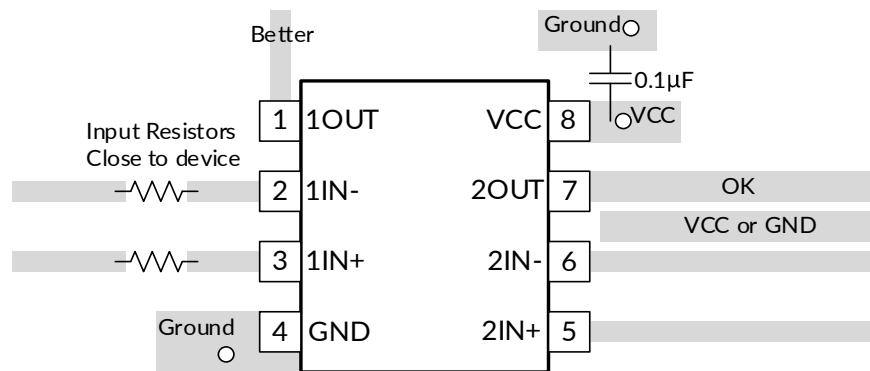 Better
Ground
0.1µF
1 1OUT
VCC 8
VCC
Input Resistors
Close to device
2 1IN-
2OUT 7
OK
VCC or GND
3 1IN+
2IN- 6
Ground
4 GND
2IN+ 5